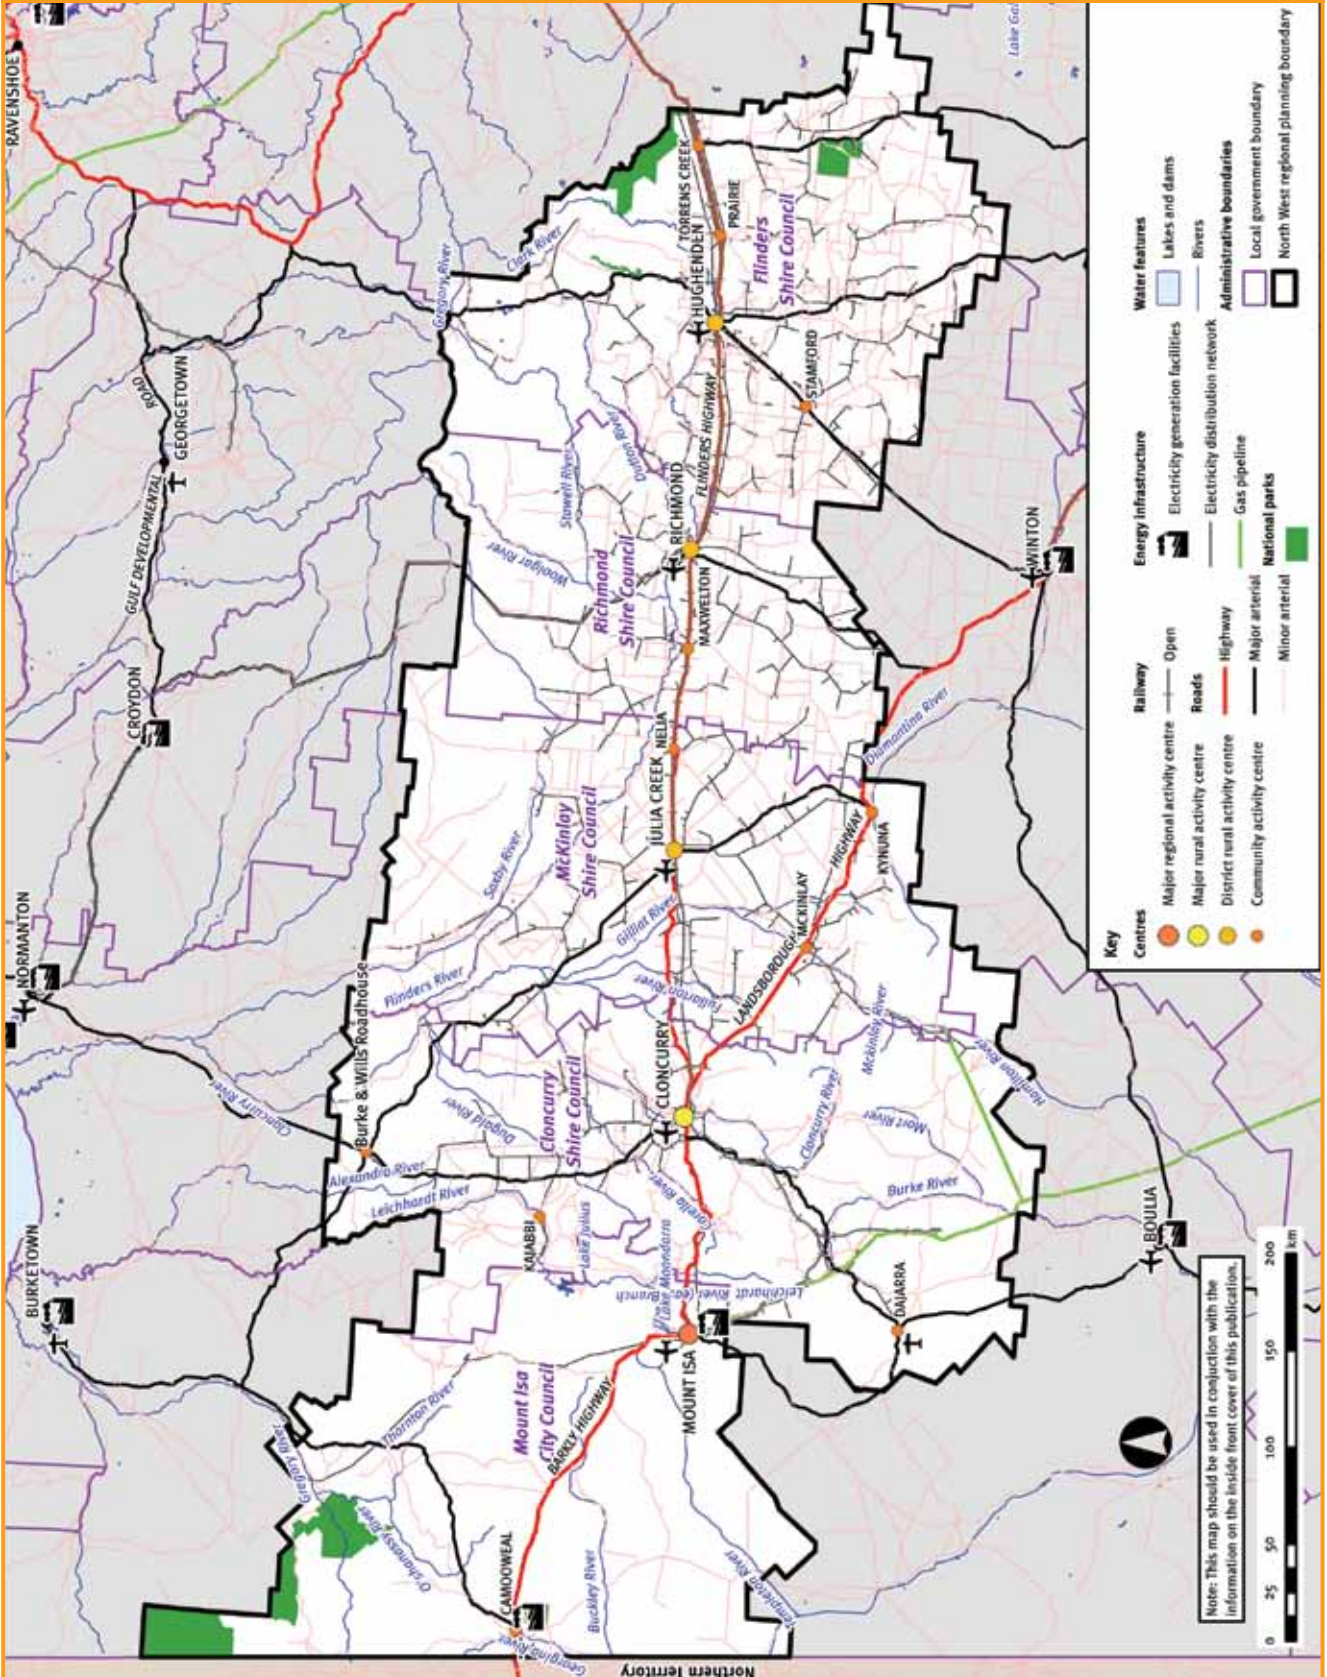 RAVENSHOE
NORMANTON
BURKETOWN
CROYDON
GULF DEVELOPMENTAL
ROAD
GEORGETOWN
Gregory River
Clark River
Cloncurry River
Burke & Wills Roadhouse
Alexandra River
Leichhardt River
Flinders River
Saxby River
Woolgar River
Stawell River
Dutton River
Dugald River
Gilliat River
Fullarton River
Gregory River
Thornton River
O'shanessy River
CAMOOWEAL
Georgina River
Buckley River
Templeton River
Northern Territory
Mount Isa
City Council
BARKLY HIGHWAY
MOUNT ISA
KAJABBI
Lake Julius
Lake Moondarra
Corella River
Cloncurry
Shire Council
CLONCURRY
McKinlay
Shire Council
JULIA CREEK
NELIA
Richmond
Shire Council
MAXWELTON
RICHMOND
FLINDERS HIGHWAY
HUGHENDEN
TORRENS CREEK
PRAIRIE
Flinders
Shire Council
STAMFORD
LANDSBOROUGH
HIGHWAY
MCKINLAY
KYNUNA
Diamantina River
WINTON
Mckinlay River
Cloncurry River
Mort River
Burke River
Hamilton River
DAJARRA
BOULIA
Key
Centres
Major regional activity centre
Major rural activity centre
District rural activity centre
Community activity centre
Railway
Open
Roads
Highway
Major arterial
Minor arterial
Energy infrastructure
Electricity generation facilities
Electricity distribution network
Gas pipeline
National parks
Water features
Lakes and dams
Rivers
Administrative boundaries
Local government boundary
North West regional planning boundary
Note: This map should be used in conjuction with the
information on the inside front cover of this publication.
0 25 50 100 150 200
km